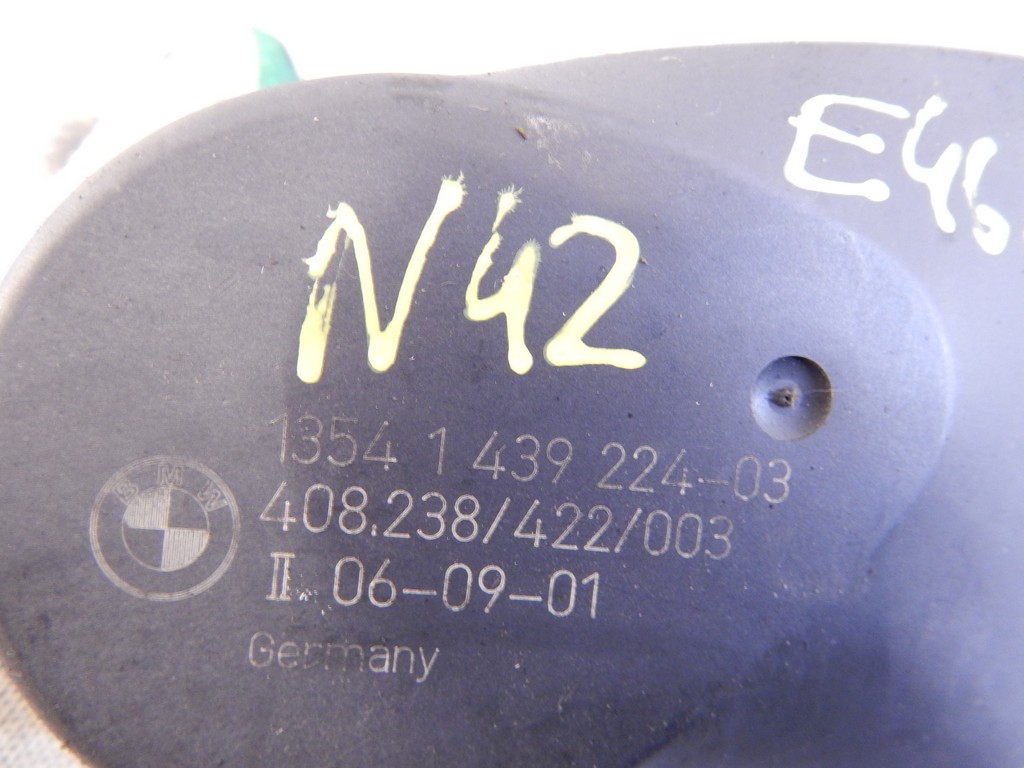 E46
N42
1354 1 439 224-03
BMW
408.238/422/003
II. 06-09-01
Germany